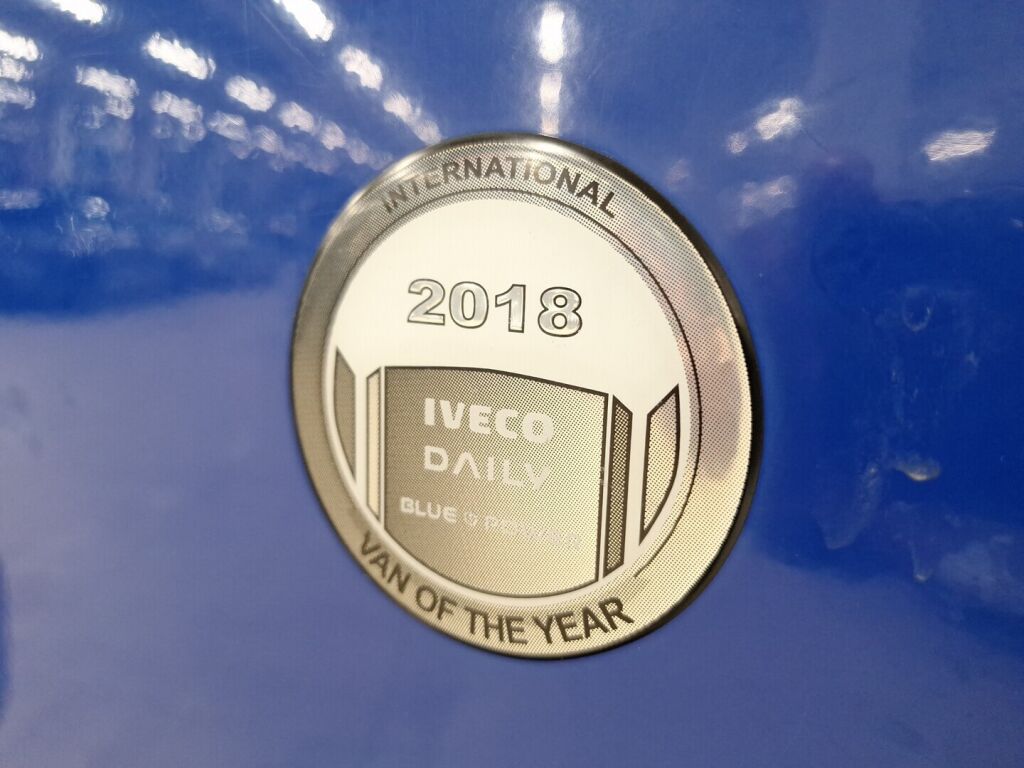 INTERNATIONAL
2018
IVECO
DAILY
BLUE POWER
VAN OF THE YEAR